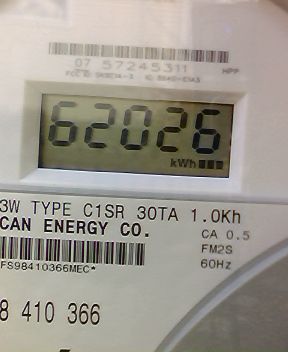 07 57245311
HPP
62026
kWh
3W TYPE C1SR 30TA 1.0Kh
CAN ENERGY CO.
CA 0.5
FM2S
60Hz
FS98410366MEC*
8 410 366